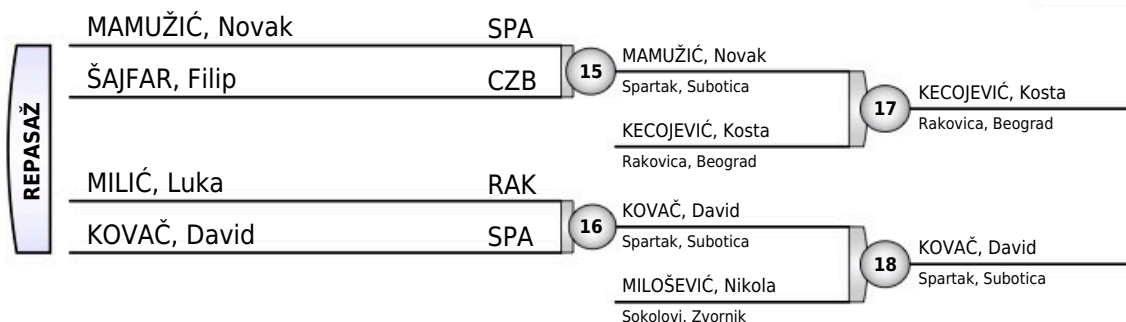 REPASAŽ
MAMUŽIĆ, Novak SPA
ŠAJFAR, Filip CZB
15
MAMUŽIĆ, Novak
Spartak, Subotica
KECOJEVIĆ, Kosta
Rakovica, Beograd
17
KECOJEVIĆ, Kosta
Rakovica, Beograd
MILIĆ, Luka RAK
KOVAČ, David SPA
16
KOVAČ, David
Spartak, Subotica
MILOŠEVIĆ, Nikola
Sokolovi, Zvornik
18
KOVAČ, David
Spartak, Subotica